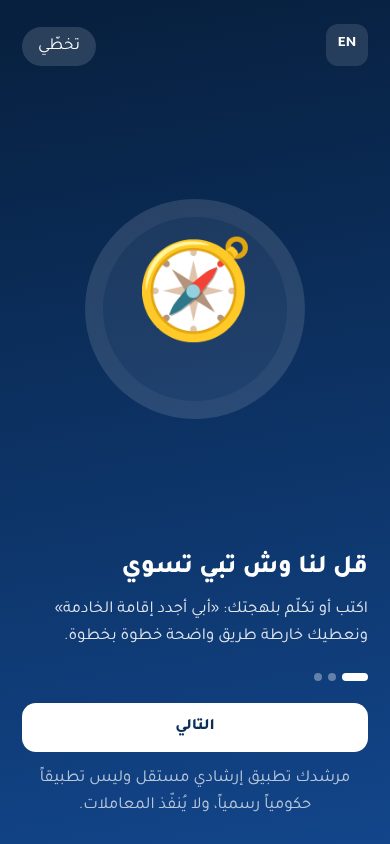 EN
تخطّي
قل لنا وش تبي تسوي
اكتب أو تكلّم بلهجتك: «أبي أجدد إقامة الخادمة»
ونعطيك خارطة طريق واضحة خطوة بخطوة.
التالي
مرشدك تطبيق إرشادي مستقل وليس تطبيقاً
حكومياً رسمياً، ولا يُنفّذ المعاملات.